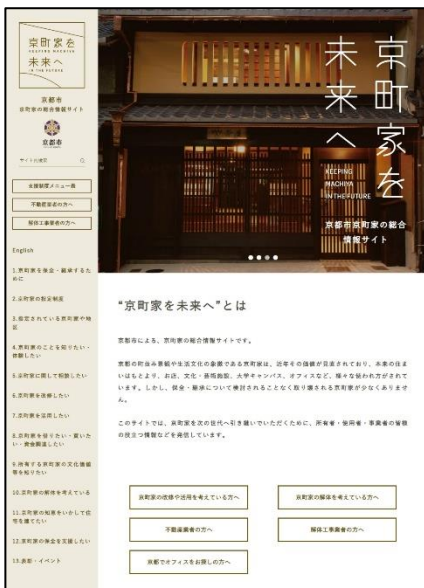 京町家を
KEEPING MACHIYA
未来へ
IN THE FUTURE
京都市
京町家の総合情報サイト
京都市
サイト内検索
支援制度メニュー集
不動産業者の方へ
解体工事業者の方へ
English
1.京町家を保全・継承するた
めに
2.京町家の指定制度
3.指定されている京町家や地
区
4.京町家のことを知りたい・
体験したい
5.京町家に関して相談したい
6.京町家を改修したい
7.京町家を活用したい
8.京町家を借りたい・買いた
い・資金調達したい
9.所有する京町家の文化価値
等を知りたい
10.京町家の解体を考えている
11.京町家の知恵をいかして住
宅を建てたい
12.京町家の保全を支援したい
13.表彰・イベント
京町家を
未来へ
KEEPING
MACHIYA
IN THE FUTURE
京都市京町家の総合
情報サイト
“京町家を未来へ”とは
京都市による、京町家の総合情報サイトです。
京都の町並み景観や生活文化の象徴である京町家は、近年その価値が見直されており、本来の住ま
いはもとより、お店、文化・芸術施設、大学キャンパス、オフィスなど、様々な使われ方がされて
います。しかし、保全・継承について検討されることなく取り壊される京町家が少なくありませ
ん。
このサイトでは、京町家を次の世代へ引き継いでいただくために、所有者・使用者・事業者の皆様
の役立つ情報などを発信しています。
京町家の改修や活用を考えている方へ
京町家の解体を考えている方へ
不動産業者の方へ
解体工事業者の方へ
京都でオフィスをお探しの方へ